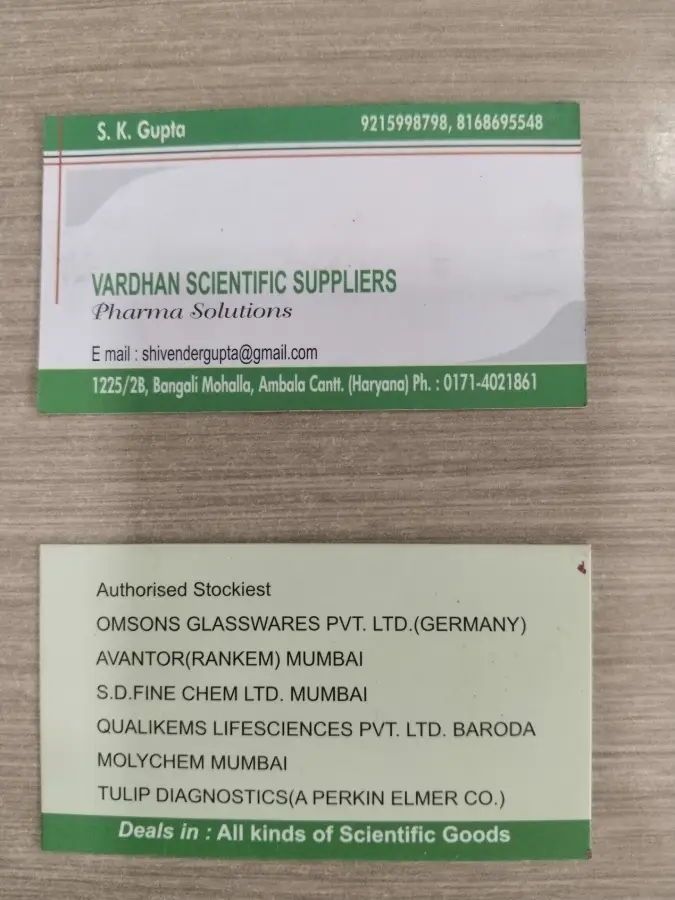 S. K. Gupta 9215998798, 8168695548
VARDHAN SCIENTIFIC SUPPLIERS
Pharma Solutions
E mail : shivendergupta@gmail.com
1225/2B, Bangali Mohalla, Ambala Cantt. (Haryana) Ph. : 0171-4021861
Authorised Stockiest
OMSONS GLASSWARES PVT. LTD.(GERMANY)
AVANTOR(RANKEM) MUMBAI
S.D.FINE CHEM LTD. MUMBAI
QUALIKEMS LIFESCIENCES PVT. LTD. BARODA
MOLYCHEM MUMBAI
TULIP DIAGNOSTICS(A PERKIN ELMER CO.)
Deals in : All kinds of Scientific Goods